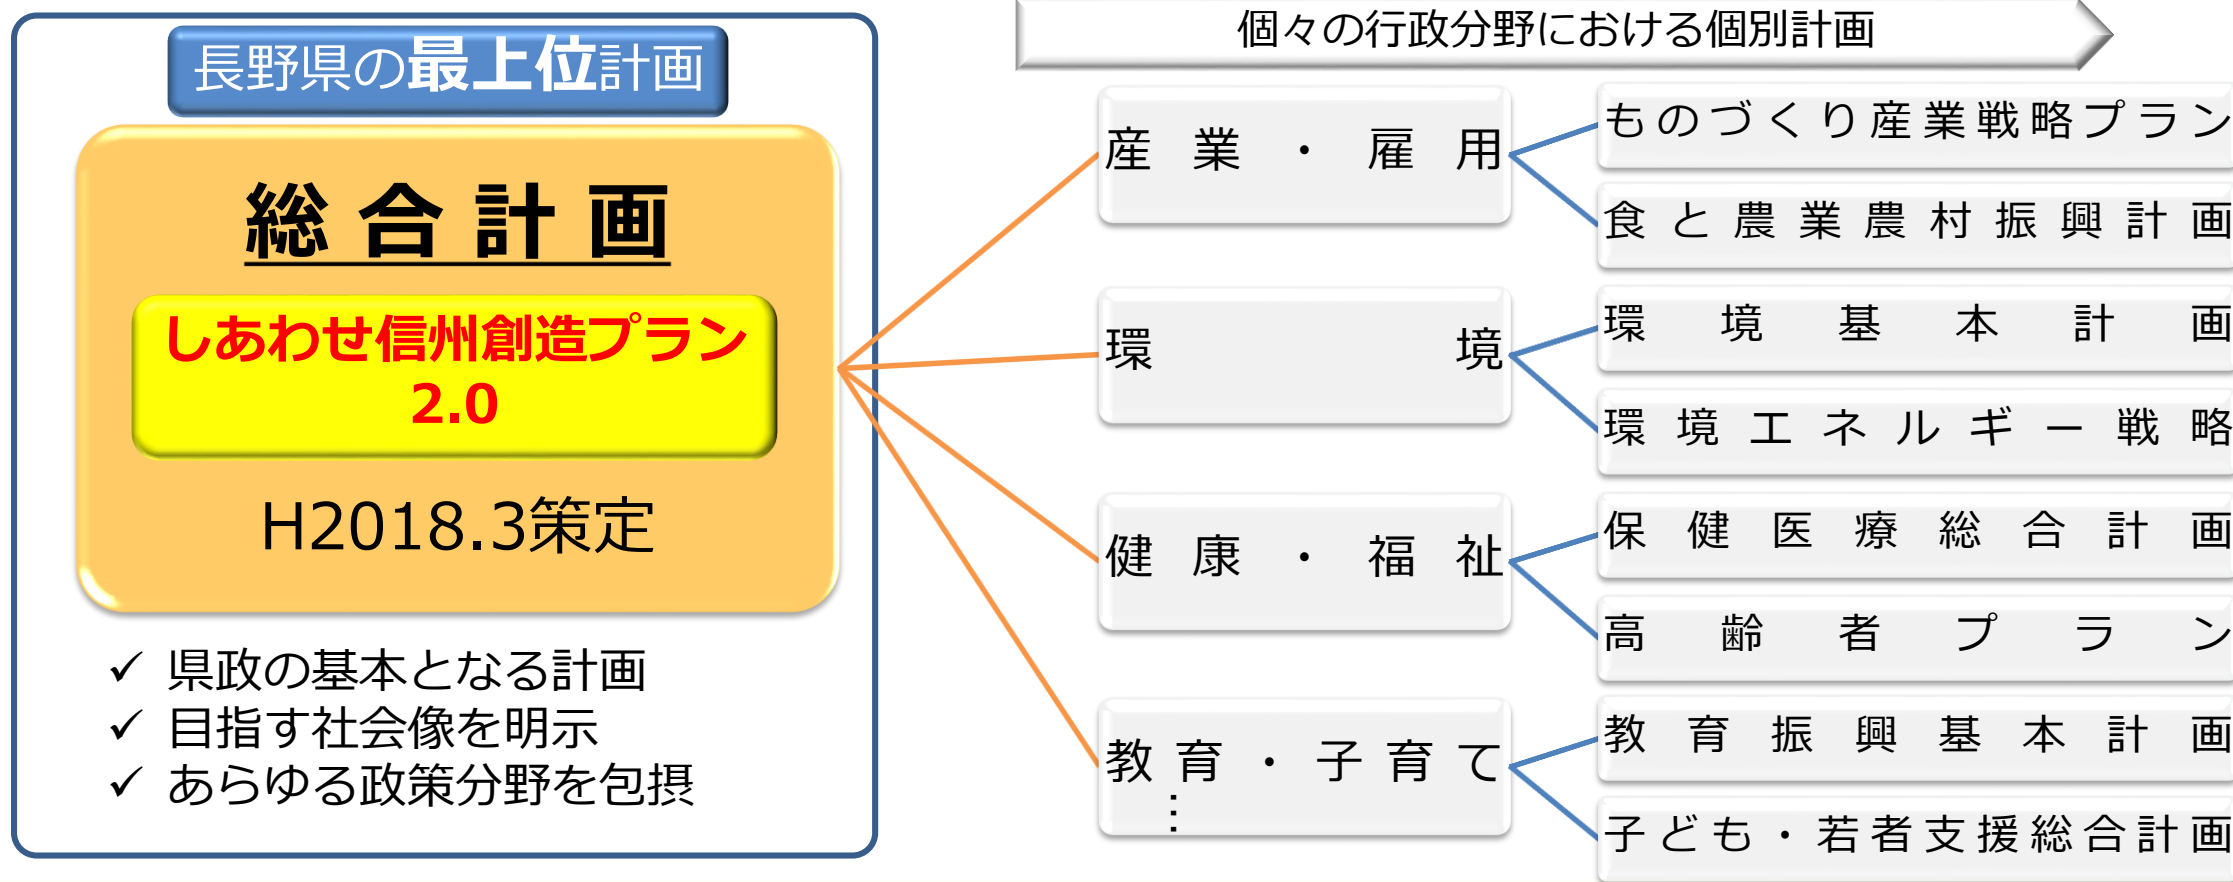 長野県の最上位計画
総合計画
しあわせ信州創造プラン
2.0
H2018.3策定
✓ 県政の基本となる計画
✓ 目指す社会像を明示
✓ あらゆる政策分野を包摂
個々の行政分野における個別計画
産業・雇用
ものづくり産業戦略プラン
食と農業農村振興計画
環境
環境基本計画
環境エネルギー戦略
健康・福祉
保健医療総合計画
高齢者プラン
教育・子育て
…
教育振興基本計画
子ども・若者支援総合計画